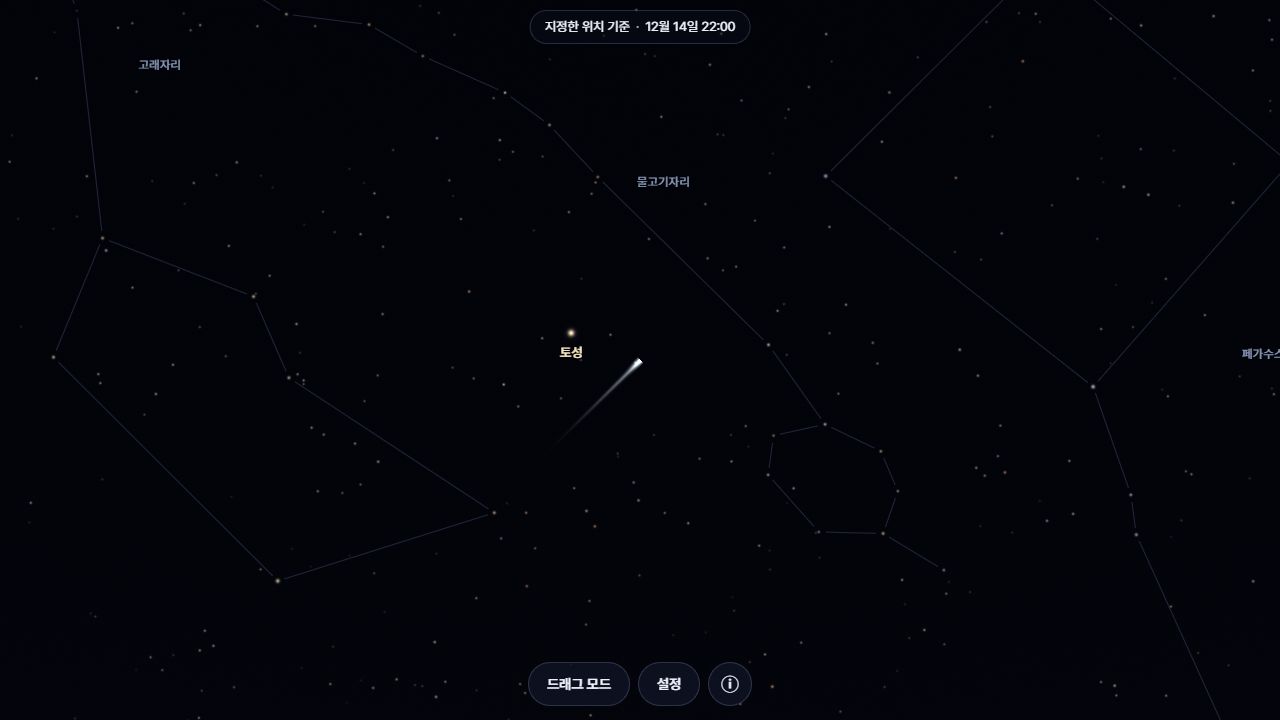 지정한 위치 기준 · 12월 14일 22:00
고래자리
물고기자리
토성
페가수스
드래그 모드
설정